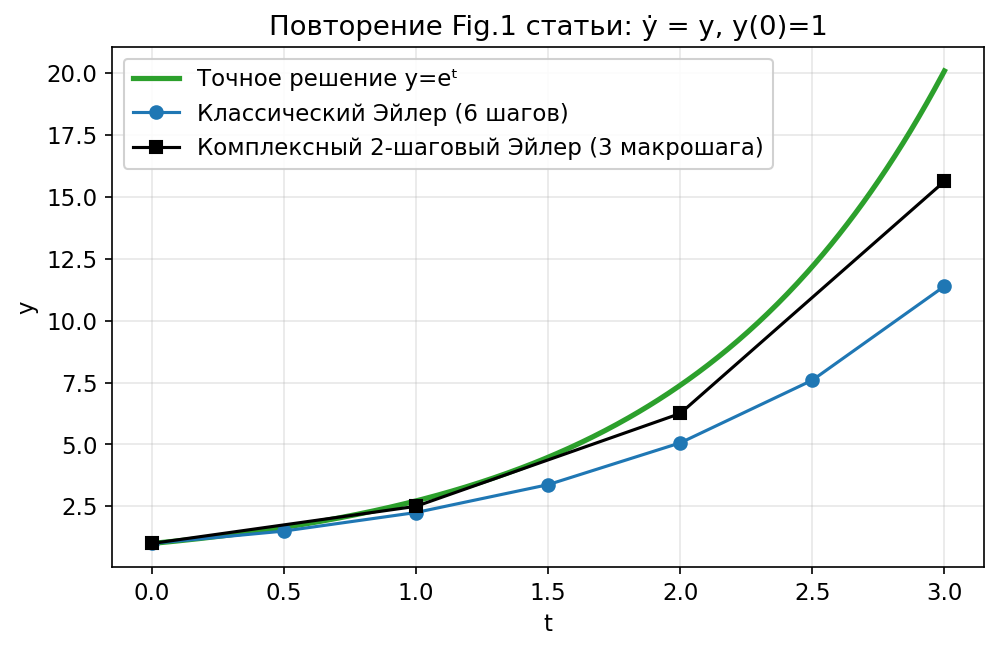 Повторение Fig.1 статьи: ẏ = y, y(0)=1
Точное решение y=eᵗ
Классический Эйлер (6 шагов)
Комплексный 2-шаговый Эйлер (3 макрошага)
20.0
17.5
15.0
12.5
10.0
7.5
5.0
2.5
y
0.0 0.5 1.0 1.5 2.0 2.5 3.0
t